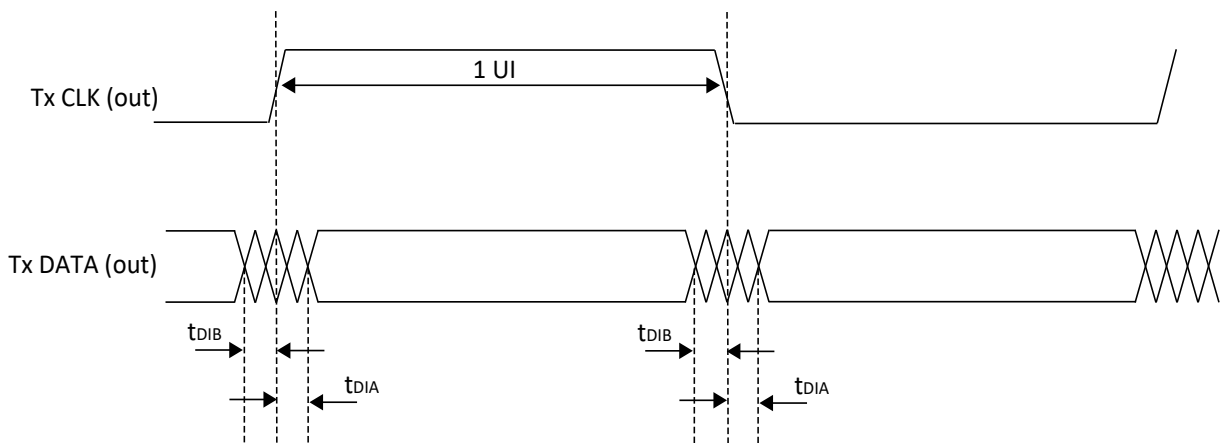 1 UI
Tx CLK (out)
Tx DATA (out)
tDIB
tDIB
tDIA
tDIA